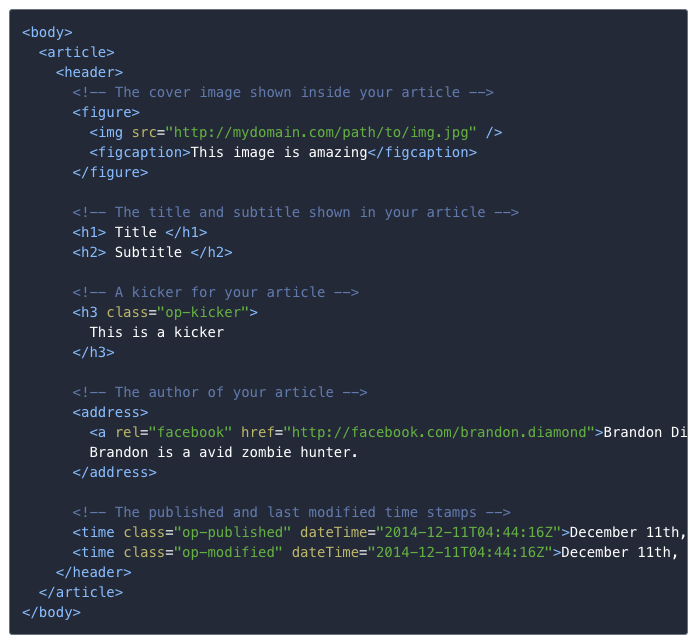 <body>
<article>
<header>
<!-- The cover image shown inside your article -->
<figure>
<img src="http://mydomain.com/path/to/img.jpg" />
<figcaption>This image is amazing</figcaption>
</figure>
<!-- The title and subtitle shown in your article -->
<h1> Title </h1>
<h2> Subtitle </h2>
<!-- A kicker for your article -->
<h3 class="op-kicker">
This is a kicker
</h3>
<!-- The author of your article -->
<address>
<a rel="facebook" href="http://facebook.com/brandon.diamond">Brandon Di
Brandon is a avid zombie hunter.
</address>
<!-- The published and last modified time stamps -->
<time class="op-published" dateTime="2014-12-11T04:44:16Z">December 11th,
<time class="op-modified" dateTime="2014-12-11T04:44:16Z">December 11th,
</header>
</article>
</body>